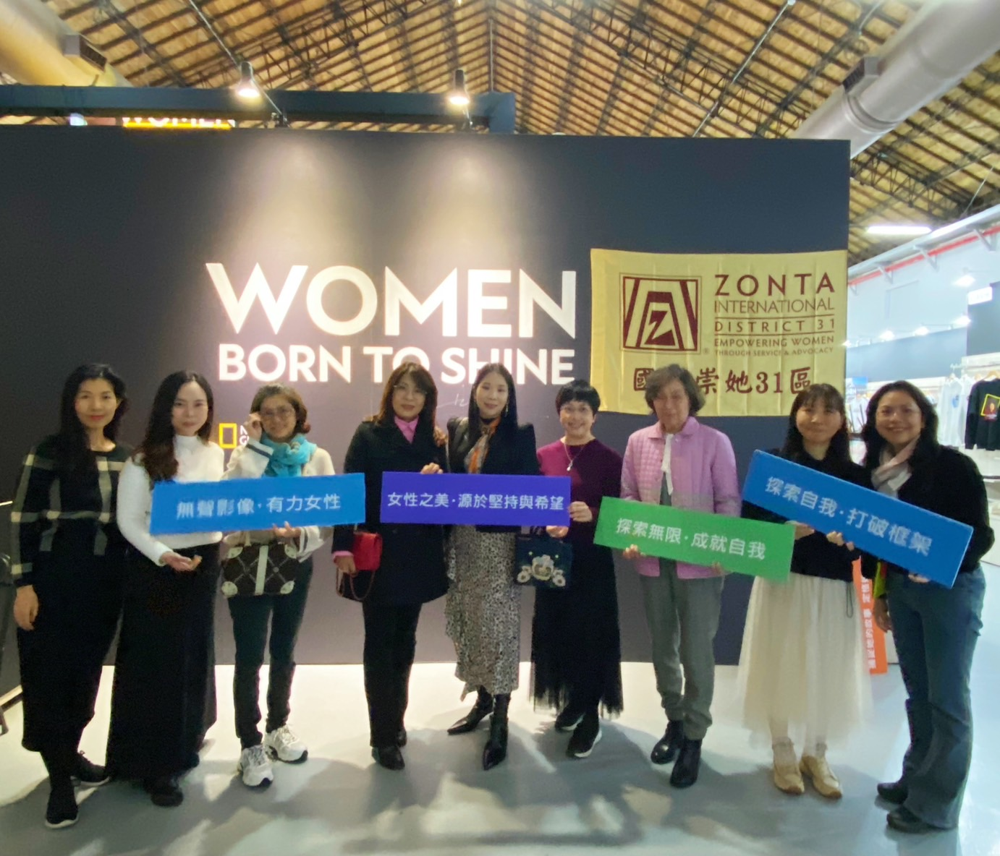 WOMEN
WOMEN
BORN TO SHINE
ZONTA
INTERNATIONAL
DISTRICT 31
EMPOWERING WOMEN
THROUGH SERVICE & ADVOCACY
國 崇她31區
無聲影像，有力女性
女性之美·源於堅持與希望
探索無限·成就自我
探索自我·打破框架